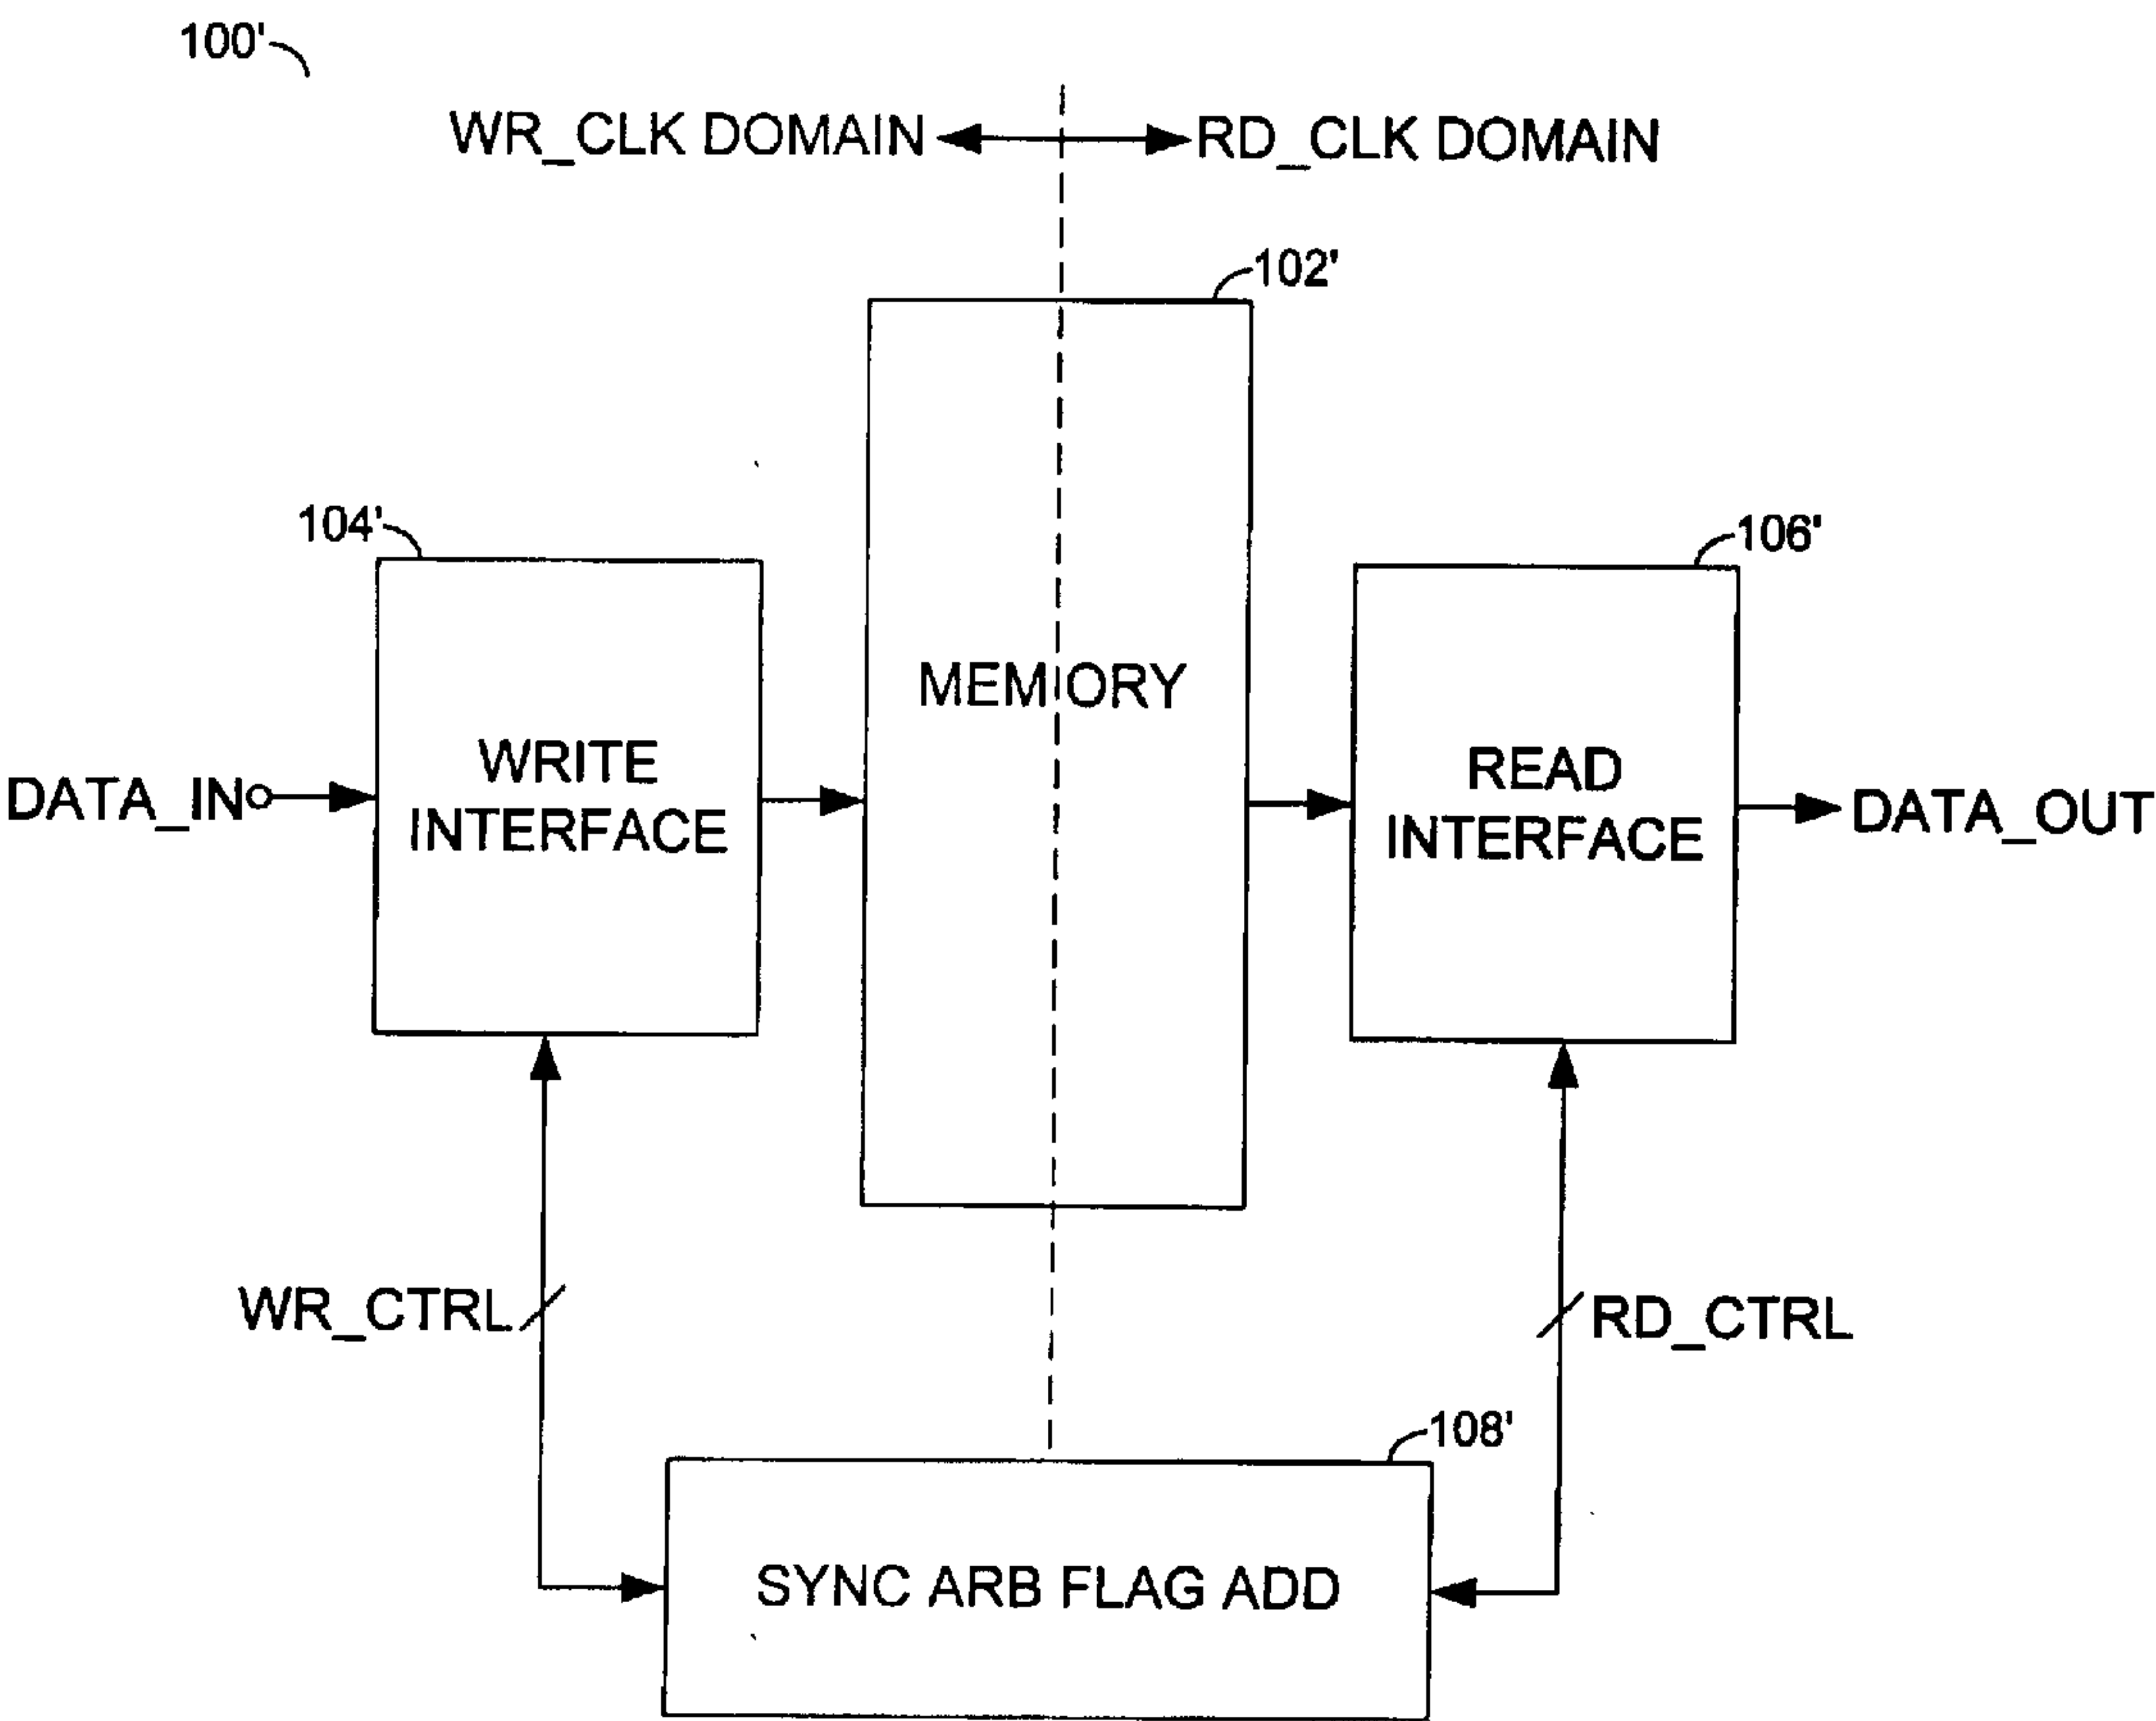 100'
WR_CLK DOMAIN
RD_CLK DOMAIN
102'
104'
106'
MEMORY
WRITE
INTERFACE
READ
INTERFACE
DATA_IN
DATA_OUT
WR_CTRL
RD_CTRL
108'
SYNC ARB FLAG ADD